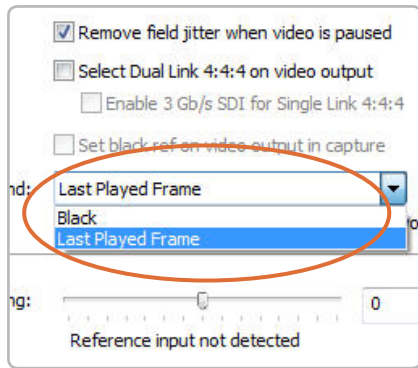 Remove field jitter when video is paused
Select Dual Link 4:4:4 on video output
Enable 3 Gb/s SDI for Single Link 4:4:4
Set black ref on video output in capture
nd: Last Played Frame
Black
Last Played Frame
ng: 0
Reference input not detected